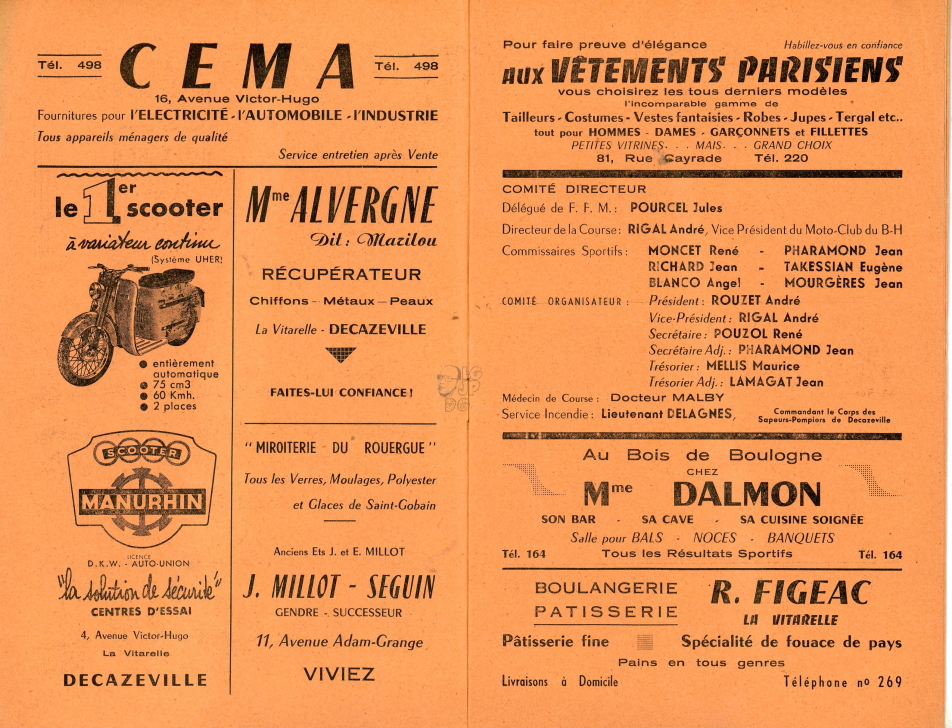 Tél. 498 CEMA Tél. 498
16, Avenue Victor-Hugo
Fournitures pour l'ELECTRICITÉ - l'AUTOMOBILE - l'INDUSTRIE
Tous appareils ménagers de qualité
Service entretien après Vente
le 1er scooter
à variateur continu
(Système UHER)
entièrement
automatique
75 cm3
60 Kmh.
2 places
SCOOTER
MANURHIN
LICENCE
D.K.W. - AUTO-UNION
"la solution de sécurité"
CENTRES D'ESSAI
4, Avenue Victor-Hugo
La Vitarelle
DECAZEVILLE
Mme ALVERGNE
Dit : Marilou
RÉCUPÉRATEUR
Chiffons - Métaux - Peaux
La Vitarelle - DECAZEVILLE
FAITES-LUI CONFIANCE !
" MIROITERIE DU ROUERGUE "
Tous les Verres, Moulages, Polyester
et Glaces de Saint-Gobain
Anciens Ets J. et E. MILLOT
J. MILLOT - SEGUIN
GENDRE - SUCCESSEUR
11, Avenue Adam-Grange
VIVIEZ
Pour faire preuve d'élégance Habillez-vous en confiance
AUX VÊTEMENTS PARISIENS
vous choisirez les tous derniers modèles
l'incomparable gamme de
Tailleurs - Costumes - Vestes fantaisies - Robes - Jupes - Tergal etc..
tout pour HOMMES - DAMES - GARÇONNETS et FILLETTES
PETITES VITRINES. . . MAIS. . . GRAND CHOIX
81, Rue Cayrade Tél. 220
COMITÉ DIRECTEUR
Délégué de F. F. M. : POURCEL Jules
Directeur de la Course : RIGAL André, Vice Président du Moto-Club du B-H
Commissaires Sportifs : MONCET René - PHARAMOND Jean
RICHARD Jean - TAKESSIAN Eugène
BLANCO Angel - MOURGÈRES Jean
COMITÉ ORGANISATEUR : Président : ROUZET André
Vice-Président : RIGAL André
Secrétaire : POUZOL René
Secrétaire Adj. : PHARAMOND Jean
Trésorier : MELLIS Maurice
Trésorier Adj. : LAMAGAT Jean
Médecin de Course : Docteur MALBY
Service Incendie : Lieutenant DELAGNES, Commandant le Corps des
Sapeurs-Pompiers de Decazeville
Au Bois de Boulogne
CHEZ
Mme DALMON
SON BAR - SA CAVE - SA CUISINE SOIGNÉE
Salle pour BALS - NOCES - BANQUETS
Tél. 164 Tous les Résultats Sportifs Tél. 164
BOULANGERIE
PATISSERIE
R. FIGEAC
LA VITARELLE
Pâtisserie fine Spécialité de fouace de pays
Pains en tous genres
Livraisons à Domicile Téléphone no 269